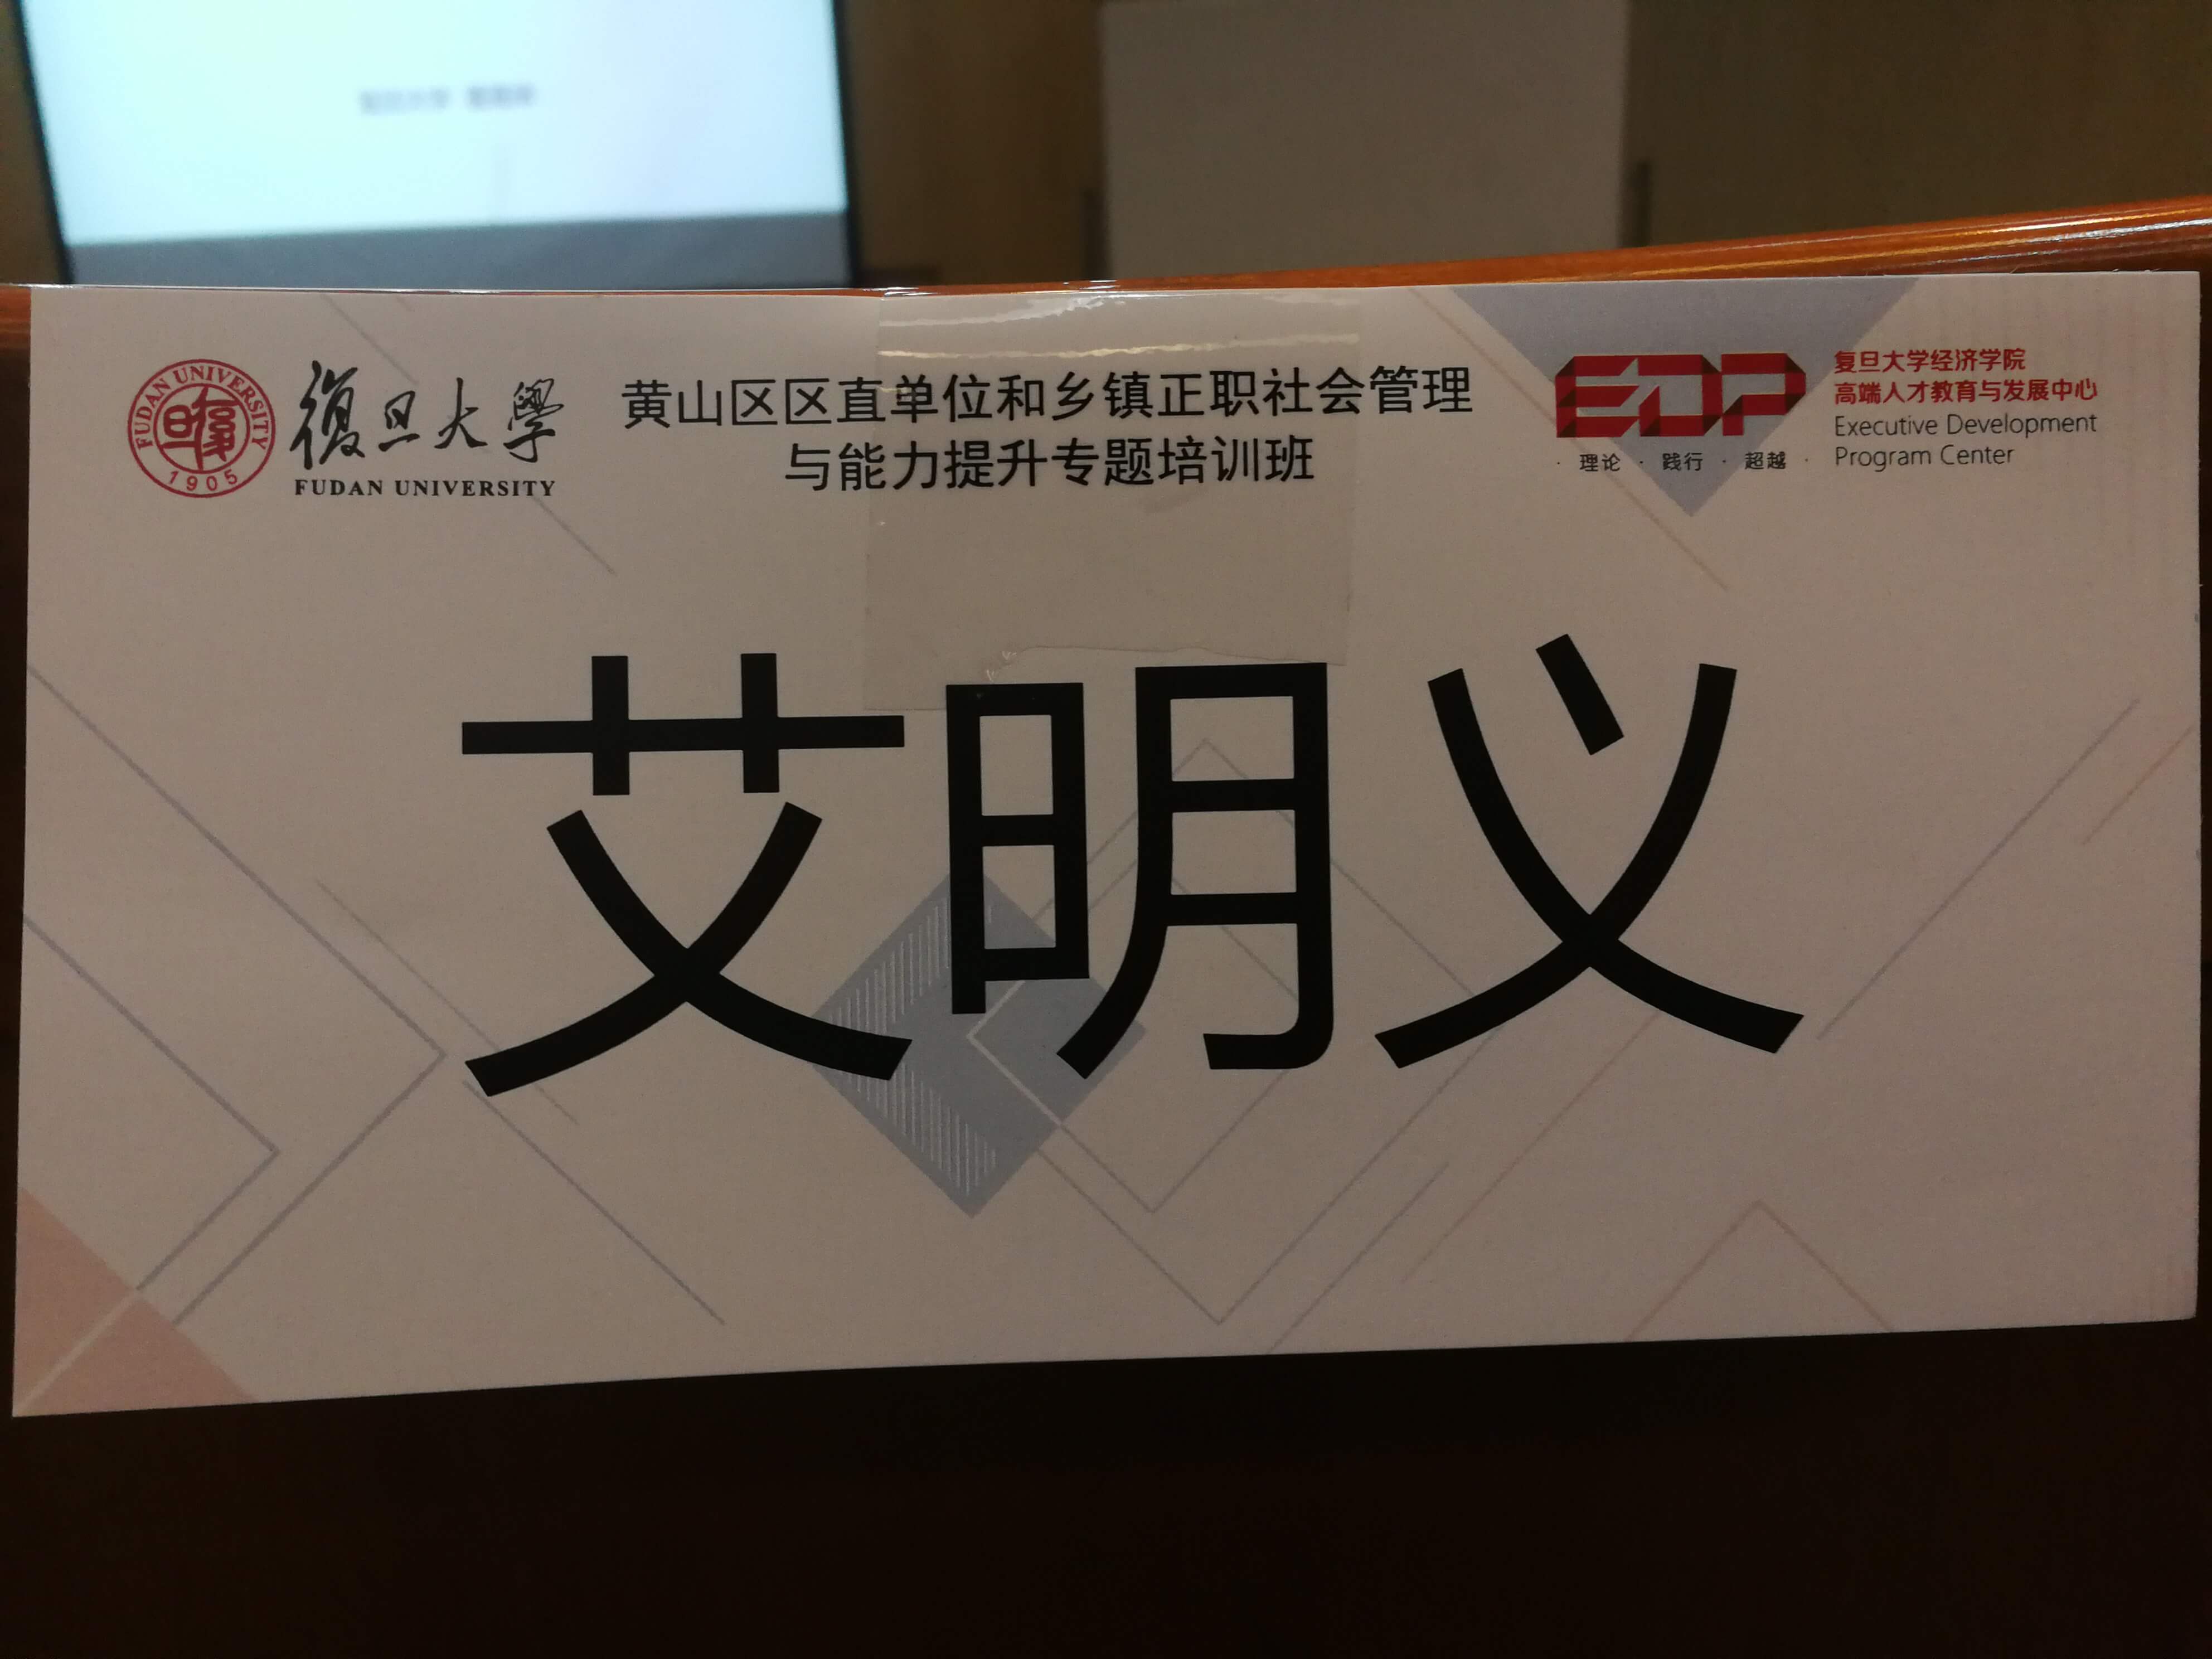 FUDAN UNIVERSITY
1905
復旦大學
FUDAN UNIVERSITY
黄山区区直单位和乡镇正职社会管理
与能力提升专题培训班
EDP
· 理论 · 践行 · 超越 ·
复旦大学经济学院
高端人才教育与发展中心
Executive Development
Program Center
艾明义